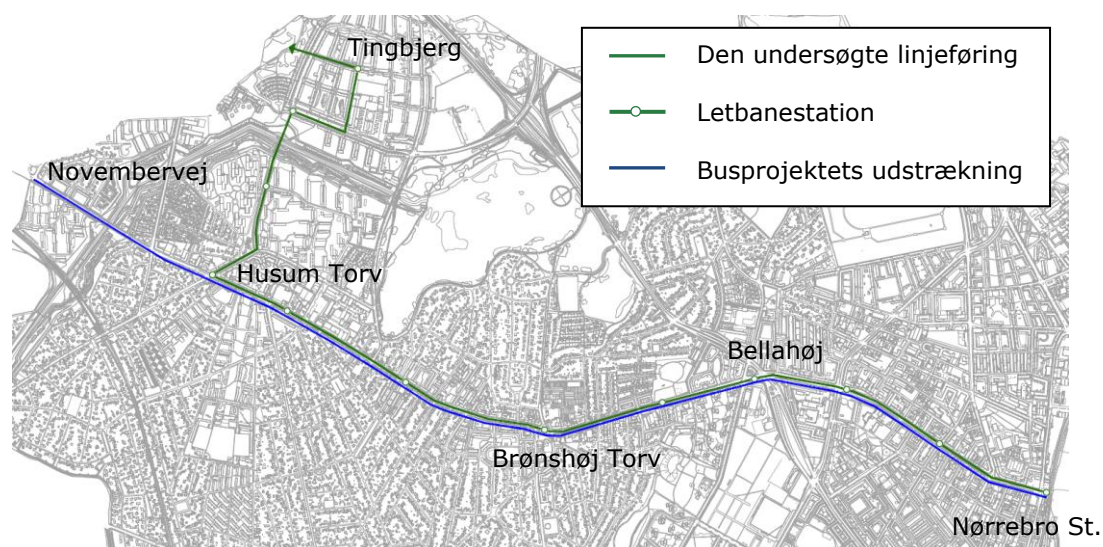 Tingbjerg
Den undersøgte linjeføring
Letbanestation
Busprojektets udstrækning
Novembervej
Husum Torv
Bellahøj
Brønshøj Torv
Nørrebro St.